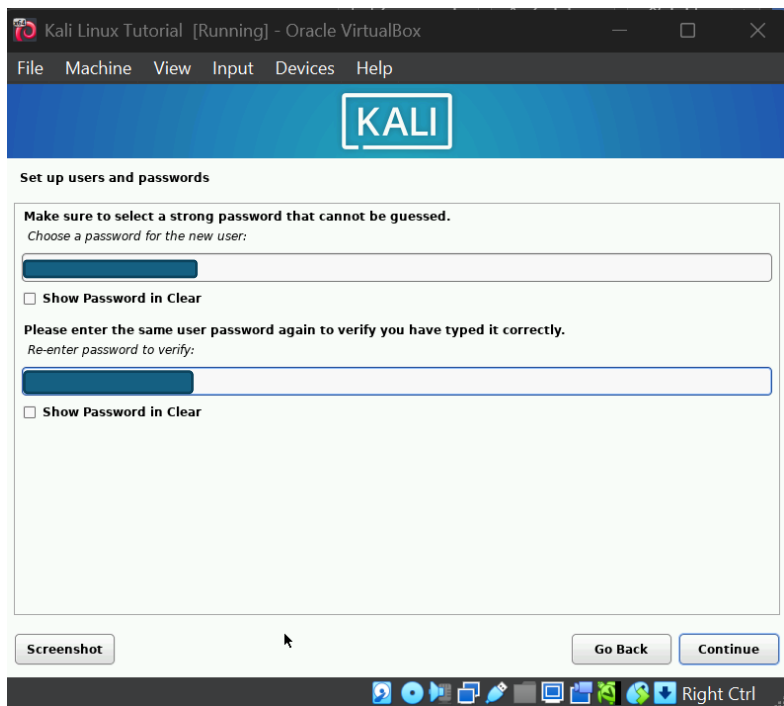 Kali Linux Tutorial [Running] - Oracle VirtualBox
File Machine View Input Devices Help
KALI
Set up users and passwords
Make sure to select a strong password that cannot be guessed.
Choose a password for the new user:
Show Password in Clear
Please enter the same user password again to verify you have typed it correctly.
Re-enter password to verify:
Show Password in Clear
Screenshot Go Back Continue
Right Ctrl